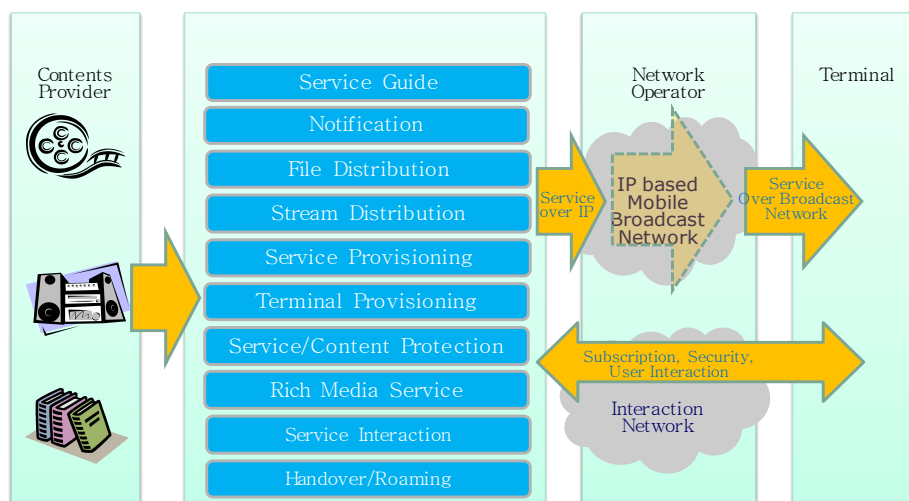 Contents
Provider
Service Guide
Notification
File Distribution
Stream Distribution
Service Provisioning
Terminal Provisioning
Service/Content Protection
Rich Media Service
Service Interaction
Handover/Roaming
Network
Operator
Terminal
Service
over IP
IP based
Mobile
Broadcast
Network
Service
Over Broadcast
Network
Subscription, Security,
User Interaction
Interaction
Network